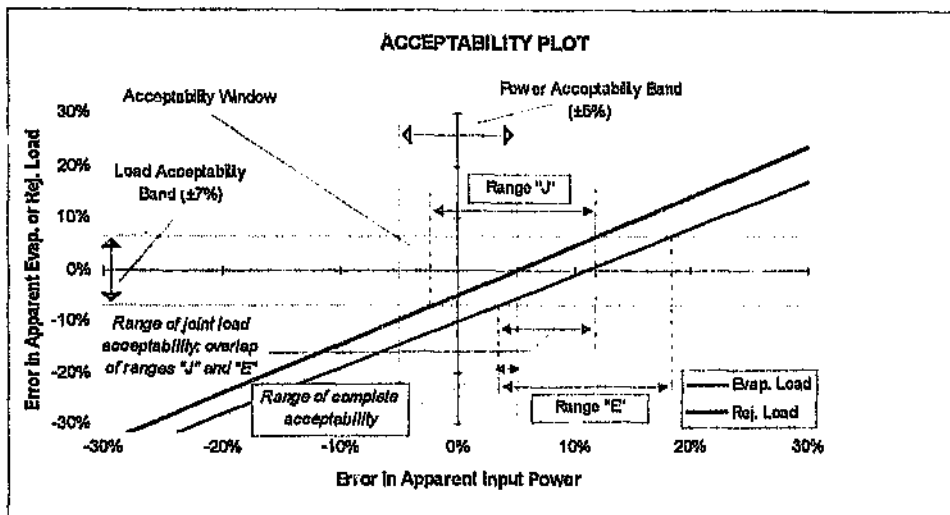 ACCEPTABILITY PLOT
Acceptability Window
Power Acceptability Band
(±5%)
Load Acceptability
Band (±7%)
Range "J"
30%
20%
10%
0%
-10%
-20%
-30%
Error in Apparent Evap. or Rej. Load
Range of joint load
acceptability: overlap
of ranges "J" and "E"
Range of complete
acceptability
Range "E"
Evap. Load
Rej. Load
-30%
-20%
-10%
0%
10%
20%
30%
Error in Apparent Input Power